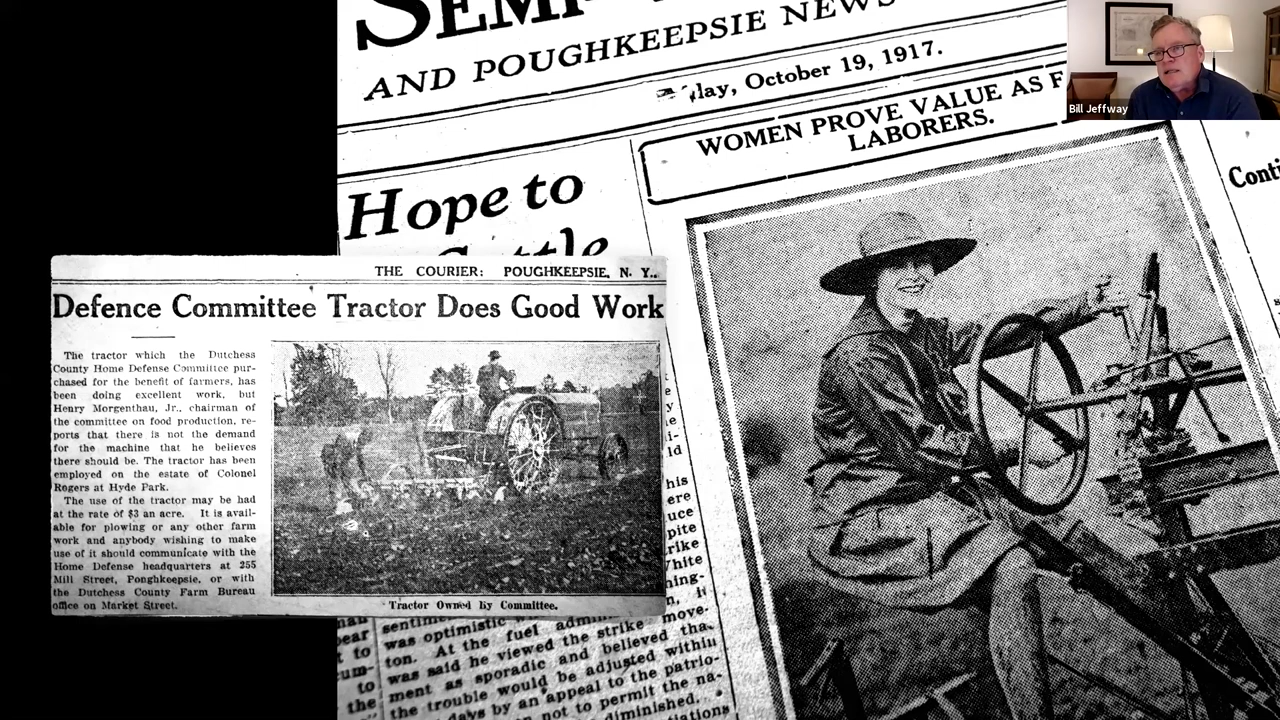 AND POUGHKEEPSIE NEWS
October 19, 1917.
WOMEN PROVE VALUE AS F
LABORERS.
Hope to
Settle
Conti
Bill Jeffway
THE COURIER: POUGHKEEPSIE, N. Y.,
Defence Committee Tractor Does Good Work
The tractor which the Dutchess
County Home Defense Committee pur-
chased for the benefit of farmers, has
been doing excellent work, but
Henry Morgenthau, Jr., chairman of
the committee on food production, re-
ports that there is not the demand
for the machine that he believes
there should be. The tractor has been
employed on the estate of Colonel
Rogers at Hyde Park.
The use of the tractor may be had
at the rate of $3 an acre. It is avail-
able for plowing or any other farm
work and anybody wishing to make
use of it should communicate with the
Home Defense headquarters at 255
Mill Street, Poughkeepsie, or with
the Dutchess County Farm Bureau
office on Market Street.
Tractor Owned By Committee.
was optimistic
ton. At the fuel
was said he viewed the strike move-
ment as sporadic and believed that
the trouble would be adjusted within
days by an appeal to the patrio-
not to permit the na-
diminished.